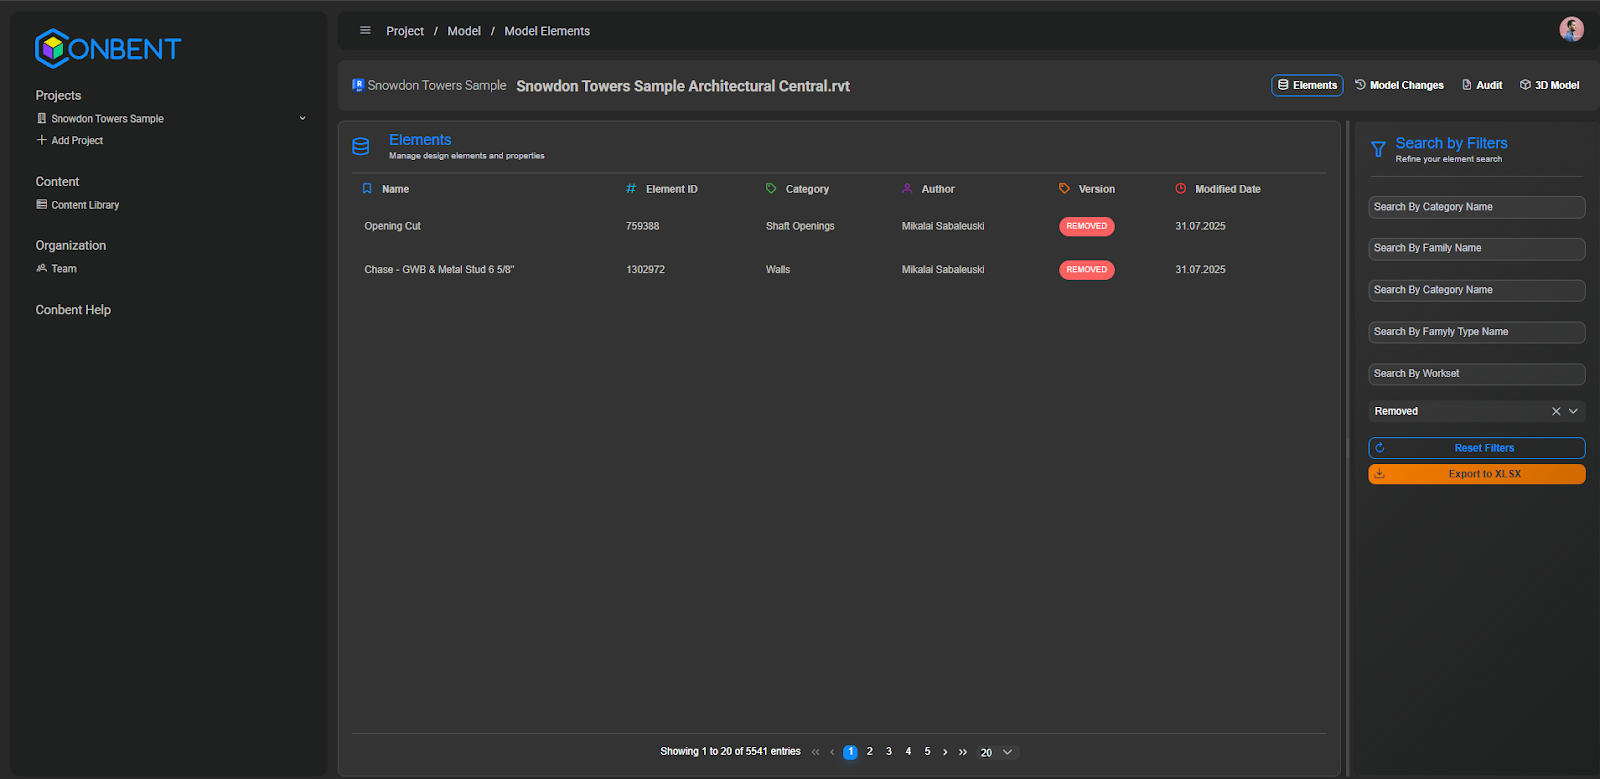 CONBENT
Projects
Snowdon Towers Sample
Add Project
Content
Content Library
Organization
Team
Conbent Help
Project / Model / Model Elements
R Snowdon Towers Sample Snowdon Towers Sample Architectural Central.rvt
Elements Model Changes Audit 3D Model
Elements
Manage design elements and properties
Name # Element ID Category Author Version Modified Date
Opening Cut 759388 Shaft Openings Mikalai Sabaleuski REMOVED 31.07.2025
Chase - GWB & Metal Stud 6 5/8" 1302972 Walls Mikalai Sabaleuski REMOVED 31.07.2025
Showing 1 to 20 of 5541 entries « ‹ 1 2 3 4 5 › » 20
Search by Filters
Refine your element search
Search By Category Name
Search By Family Name
Search By Category Name
Search By Famyly Type Name
Search By Workset
Removed
Reset Filters
Export to XLSX